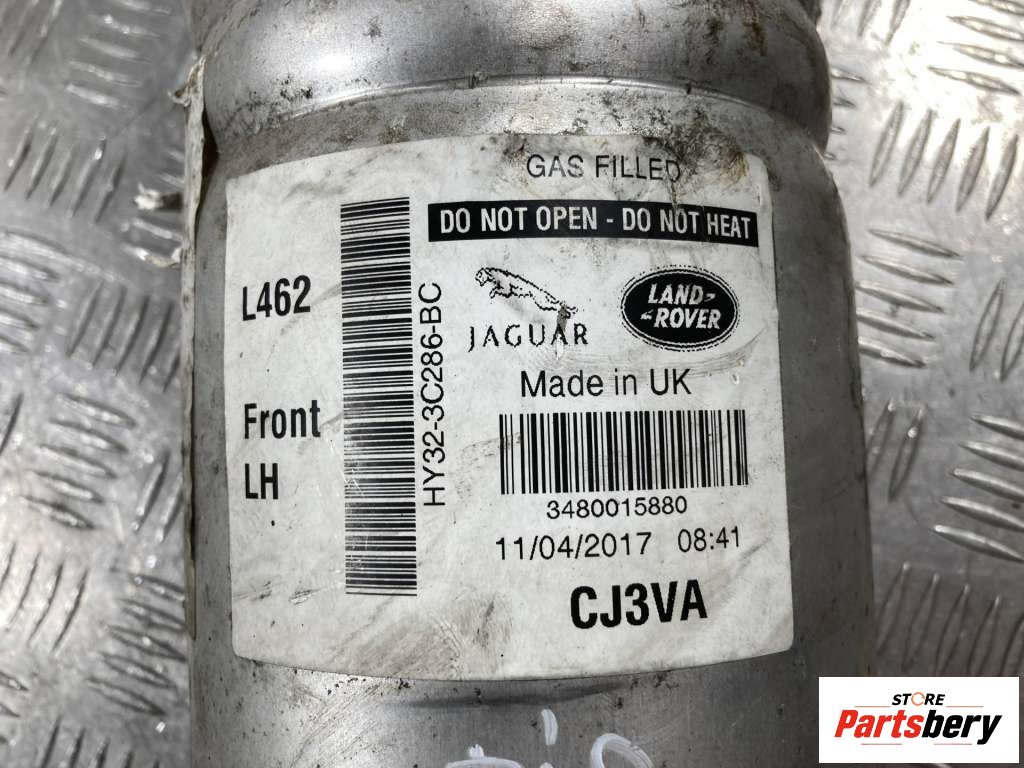 GAS FILLED
DO NOT OPEN - DO NOT HEAT
L462
Front
LH
HY32-3C286-BC
JAGUAR
LAND-
-ROVER
Made in UK
3480015880
11/04/2017 08:41
CJ3VA
STORE
Partsbery